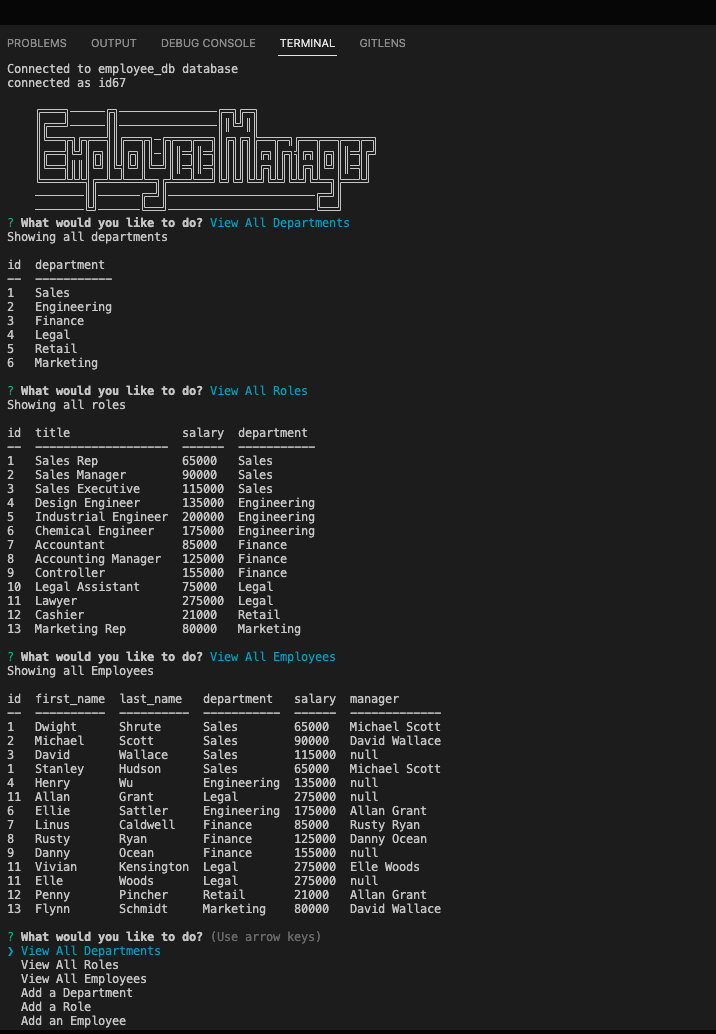 PROBLEMS OUTPUT DEBUG CONSOLE TERMINAL GITLENS
Connected to employee_db database
connected as id67
Employee
Manager
? What would you like to do? View All Departments
Showing all departments
id department
-- -----------
1 Sales
2 Engineering
3 Finance
4 Legal
5 Retail
6 Marketing
? What would you like to do? View All Roles
Showing all roles
id title salary department
-- ------------------- ------ -----------
1 Sales Rep 65000 Sales
2 Sales Manager 90000 Sales
3 Sales Executive 115000 Sales
4 Design Engineer 135000 Engineering
5 Industrial Engineer 200000 Engineering
6 Chemical Engineer 175000 Engineering
7 Accountant 85000 Finance
8 Accounting Manager 125000 Finance
9 Controller 155000 Finance
10 Legal Assistant 75000 Legal
11 Lawyer 275000 Legal
12 Cashier 21000 Retail
13 Marketing Rep 80000 Marketing
? What would you like to do? View All Employees
Showing all Employees
id first_name last_name department salary manager
-- ---------- ---------- ----------- ------ -------------
1 Dwight Shrute Sales 65000 Michael Scott
2 Michael Scott Sales 90000 David Wallace
3 David Wallace Sales 115000 null
1 Stanley Hudson Sales 65000 Michael Scott
4 Henry Wu Engineering 135000 null
11 Allan Grant Legal 275000 null
6 Ellie Sattler Engineering 175000 Allan Grant
7 Linus Caldwell Finance 85000 Rusty Ryan
8 Rusty Ryan Finance 125000 Danny Ocean
9 Danny Ocean Finance 155000 null
11 Vivian Kensington Legal 275000 Elle Woods
11 Elle Woods Legal 275000 null
12 Penny Pincher Retail 21000 Allan Grant
13 Flynn Schmidt Marketing 80000 David Wallace
? What would you like to do? (Use arrow keys)
❯ View All Departments
View All Roles
View All Employees
Add a Department
Add a Role
Add an Employee